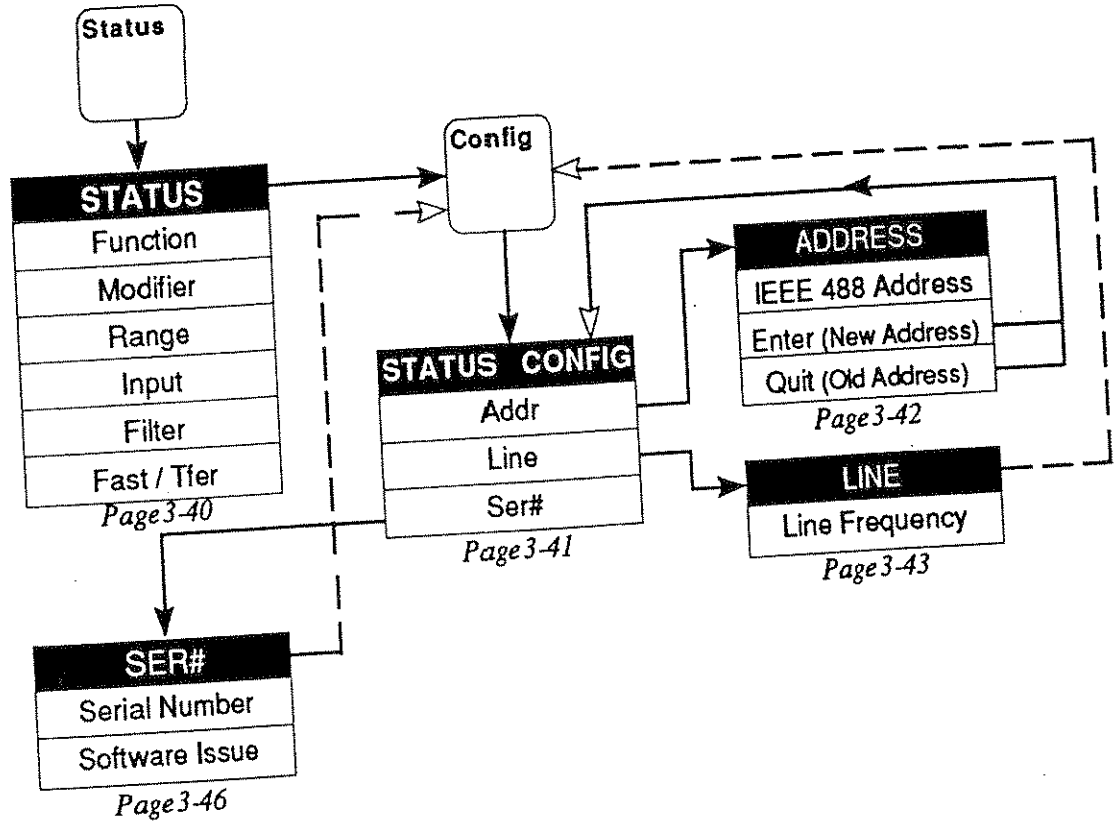 Status
STATUS
Function
Modifier
Range
Input
Filter
Fast / Tfer
Page 3-40
Config
STATUS CONFIG
Addr
Line
Ser#
Page 3-41
ADDRESS
IEEE 488 Address
Enter (New Address)
Quit (Old Address)
Page 3-42
LINE
Line Frequency
Page 3-43
SER#
Serial Number
Software Issue
Page 3-46